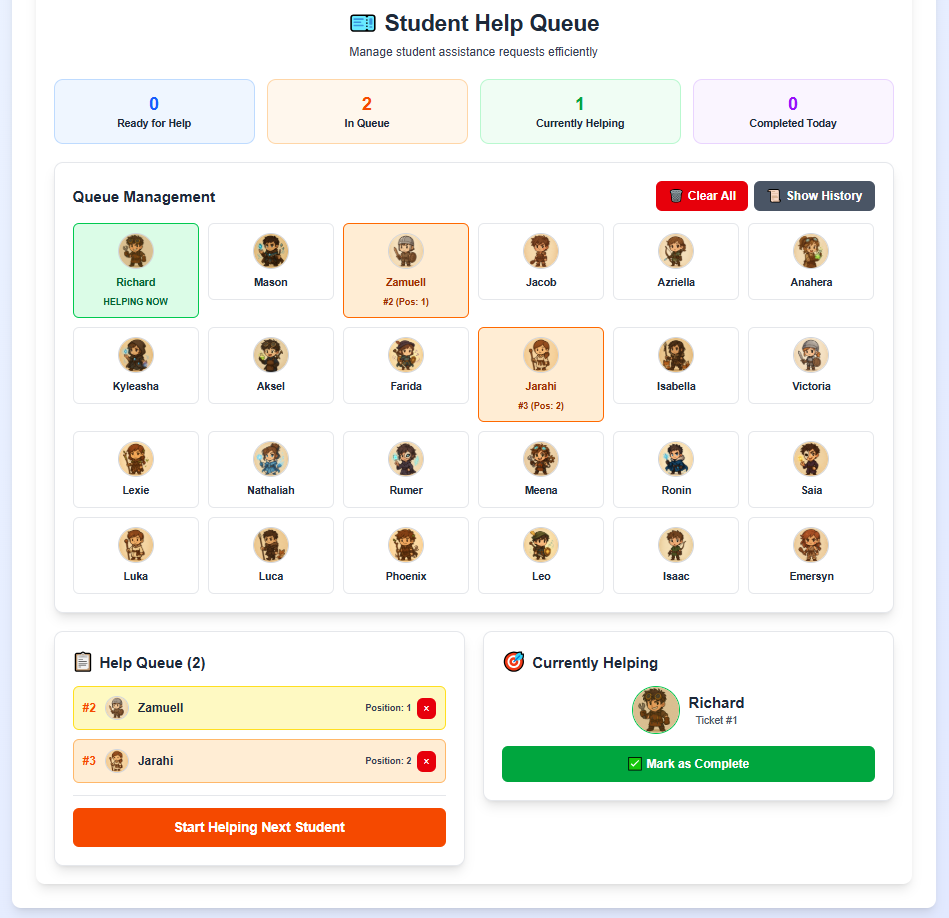 Student Help Queue
Manage student assistance requests efficiently
0
Ready for Help
2
In Queue
1
Currently Helping
0
Completed Today
Queue Management
Clear All
Show History
Richard
HELPING NOW
Mason
Zamuell
#2 (Pos: 1)
Jacob
Azriella
Anahera
Kyleasha
Aksel
Farida
Jarahi
#3 (Pos: 2)
Isabella
Victoria
Lexie
Nathaliah
Rumer
Meena
Ronin
Saia
Luka
Luca
Phoenix
Leo
Isaac
Emersyn
Help Queue (2)
#2 Zamuell Position: 1 x
#3 Jarahi Position: 2 x
Start Helping Next Student
Currently Helping
Richard
Ticket #1
Mark as Complete